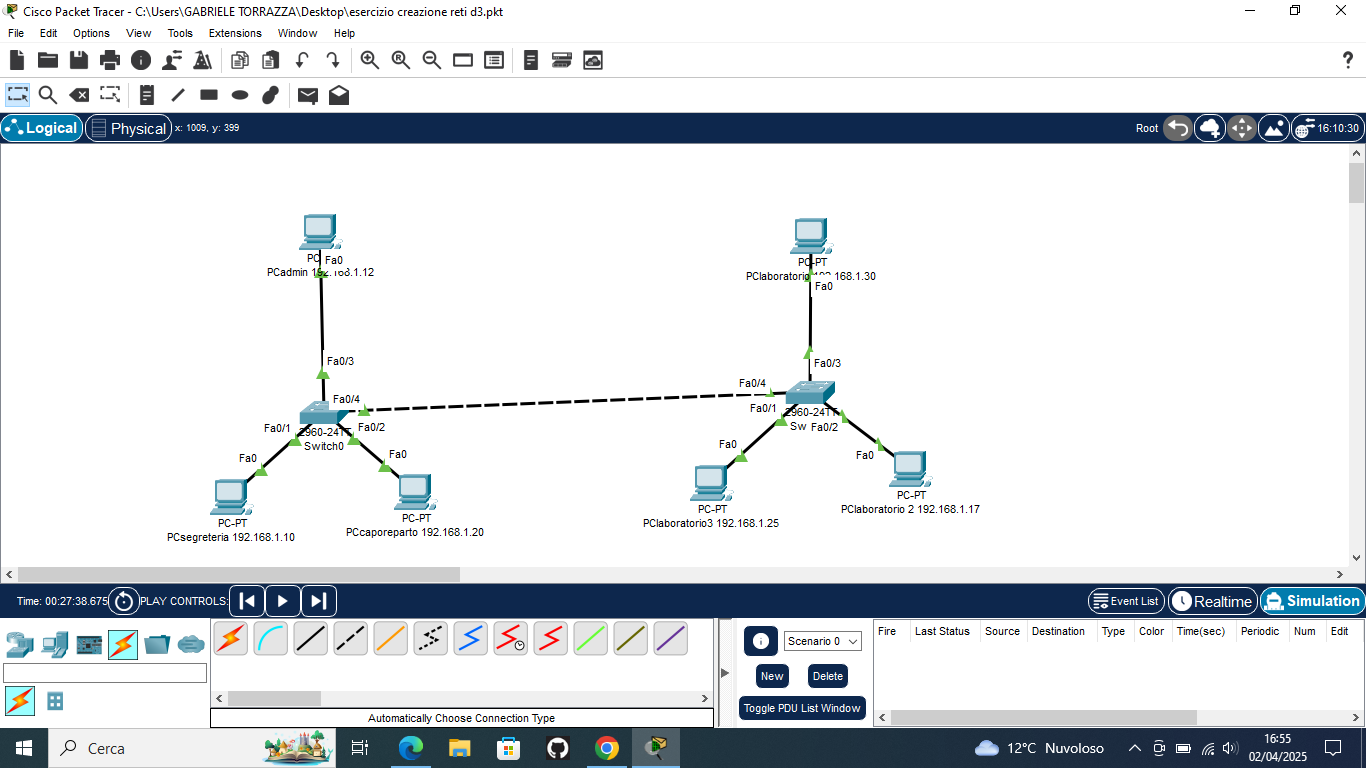 Cisco Packet Tracer - C:\Users\GABRIELE TORRAZZA\Desktop\esercizio creazione reti d3.pkt
File Edit Options View Tools Extensions Window Help
Logical Physical x: 1009, y: 399 Root 16:10:30
PC
Fa0
PCadmin 192.168.1.12
PC-PT
PClaboratorio 192.168.1.30
Fa0
Fa0/3
Fa0/3
Fa0/4
Fa0/4
Fa0/1
Fa0/1
Fa0/2
2960-24TT
Switch0
2960-24TT
Sw
Fa0/2
Fa0
Fa0
Fa0
Fa0
PC-PT
PCsegreteria 192.168.1.10
PC-PT
PCcaporeparto 192.168.1.20
PC-PT
PClaboratorio3 192.168.1.25
PC-PT
PClaboratorio 2 192.168.1.17
Time: 00:27:38.675 PLAY CONTROLS: Event List Realtime Simulation
Scenario 0
New Delete
Toggle PDU List Window
Fire Last Status Source Destination Type Color Time(sec) Periodic Num Edit
Automatically Choose Connection Type
Cerca
12°C Nuvoloso
16:55
02/04/2025